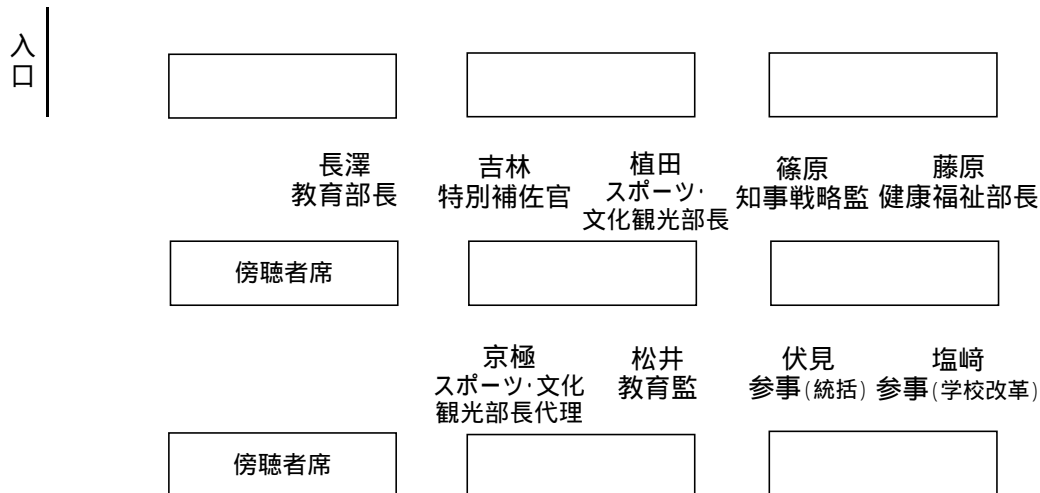 入口
長澤
教育部長
吉林
特別補佐官
植田
スポーツ・
文化観光部長
篠原
知事戦略監
藤原
健康福祉部長
傍聴者席
京極
スポーツ・文化
観光部長代理
松井
教育監
伏見
参事(統括)
塩﨑
参事(学校改革)
傍聴者席